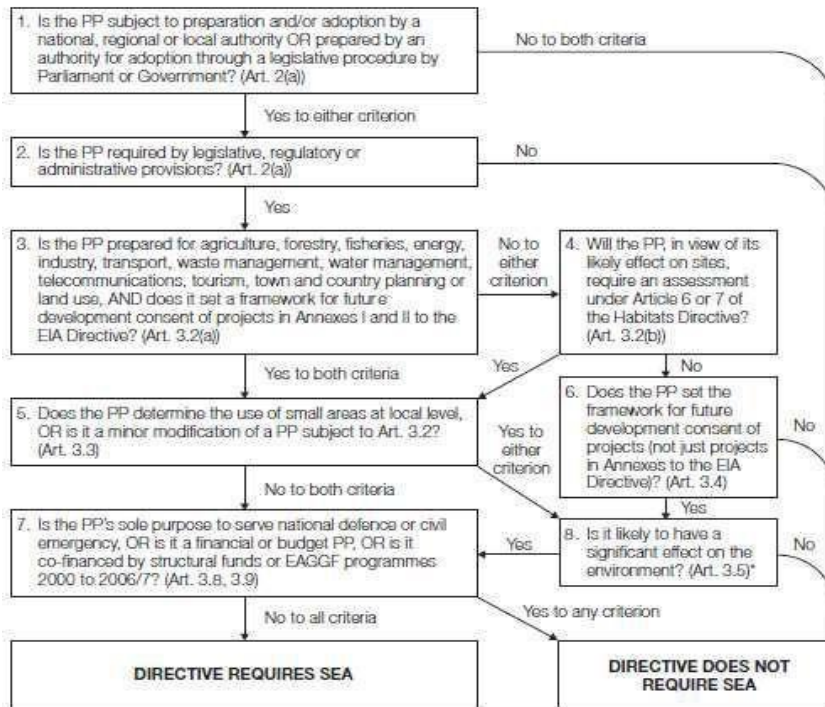 1. Is the PP subject to preparation and/or adoption by a
national, regional or local authority OR prepared by an
authority for adoption through a legislative procedure by
Parliament or Government? (Art. 2(a))
No to both criteria
Yes to either criterion
2. Is the PP required by legislative, regulatory or
administrative provisions? (Art. 2(a))
No
Yes
3. Is the PP prepared for agriculture, forestry, fisheries, energy,
industry, transport, waste management, water management,
telecommunications, tourism, town and country planning or
land use, AND does it set a framework for future
development consent of projects in Annexes I and II to the
EIA Directive? (Art. 3.2(a))
No to
either
criterion
4. Will the PP, in view of its
likely effect on sites,
require an assessment
under Article 6 or 7 of
the Habitats Directive?
(Art. 3.2(b))
Yes to both criteria
Yes
No
5. Does the PP determine the use of small areas at local level,
OR is it a minor modification of a PP subject to Art. 3.2?
(Art. 3.3)
Yes to
either
criterion
6. Does the PP set the
framework for future
development consent of
projects (not just projects
in Annexes to the EIA
Directive)? (Art. 3.4)
No
No to both criteria
Yes
7. Is the PP's sole purpose to serve national defence or civil
emergency, OR is it a financial or budget PP, OR is it
co-financed by structural funds or EAGGF programmes
2000 to 2006/7? (Art. 3.8, 3.9)
Yes
8. Is it likely to have a
significant effect on the
environment? (Art. 3.5)*
No
No to all criteria
Yes to any criterion
DIRECTIVE REQUIRES SEA
DIRECTIVE DOES NOT
REQUIRE SEA